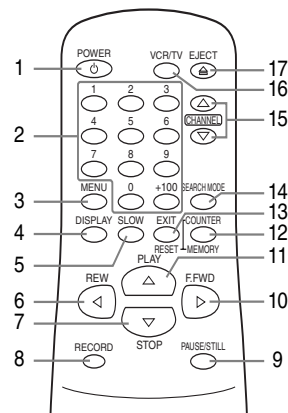 POWER VCR/TV EJECT
1 17
16
1 2 3
15
2 4 5 6 CHANNEL
7 8 9
MENU 0 +100 SEARCH MODE 14
3 13
DISPLAY SLOW EXIT COUNTER
4 12
5 RESET MEMORY 11
PLAY
REW F.FWD
6 10
7
STOP
RECORD PAUSE/STILL
8 9